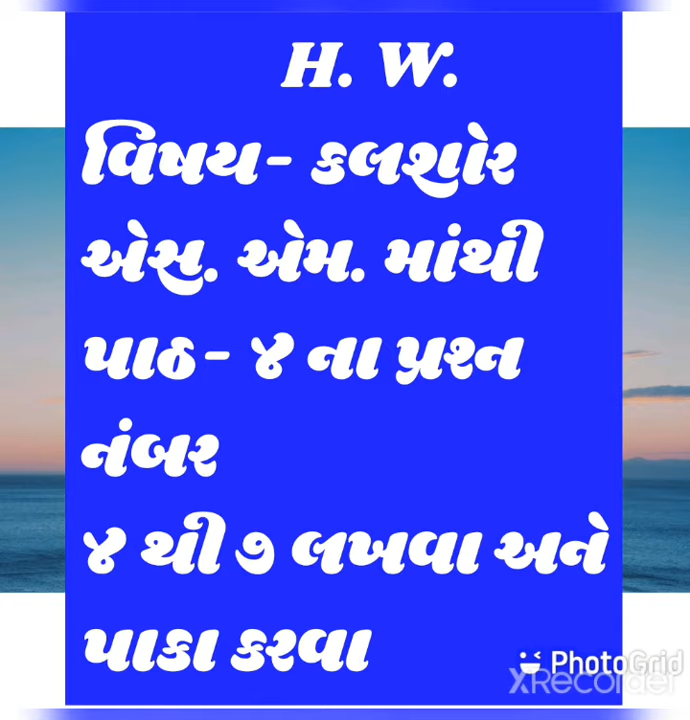 H. W.
વિષય- કલશોર
એસ. એમ. માંથી
પાઠ- ૪ ના પ્રશ્ન
નંબર
૪ થી ૭ લખવા અને
પાકા કરવા
PhotoGrid
XRecorder